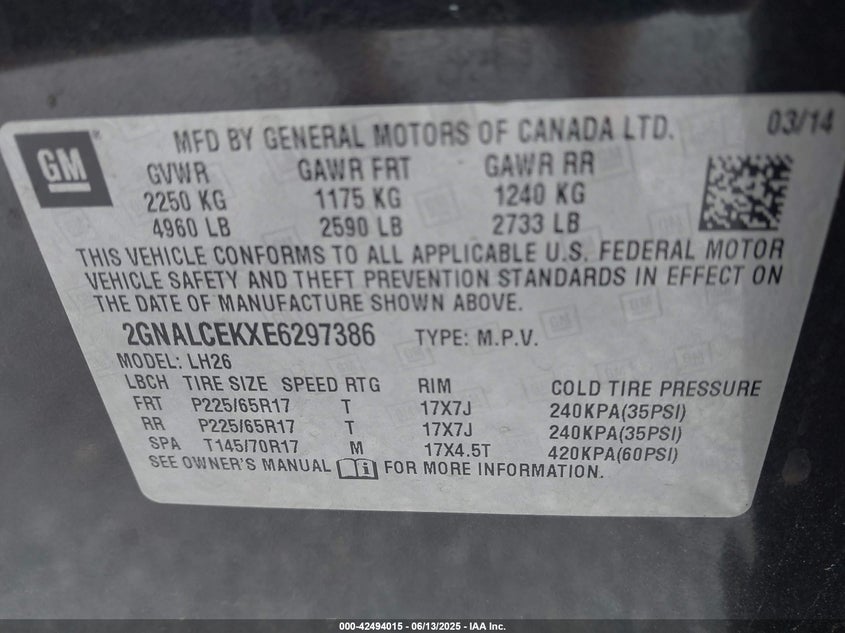 GM ® MFD BY GENERAL MOTORS OF CANADA LTD. 03/14
GVWR GAWR FRT GAWR RR
2250 KG 1175 KG 1240 KG
4960 LB 2590 LB 2733 LB
THIS VEHICLE CONFORMS TO ALL APPLICABLE U.S. FEDERAL MOTOR
VEHICLE SAFETY AND THEFT PREVENTION STANDARDS IN EFFECT ON
THE DATE OF MANUFACTURE SHOWN ABOVE.
2GNALCEKXE6297386 TYPE: M.P.V.
MODEL: LH26
LBCH TIRE SIZE SPEED RTG RIM COLD TIRE PRESSURE
FRT P225/65R17 T 17X7J 240KPA(35PSI)
RR P225/65R17 T 17X7J 240KPA(35PSI)
SPA T145/70R17 M 17X4.5T 420KPA(60PSI)
SEE OWNER'S MANUAL i FOR MORE INFORMATION.
000-42494015 - 06/13/2025 - IAA Inc.